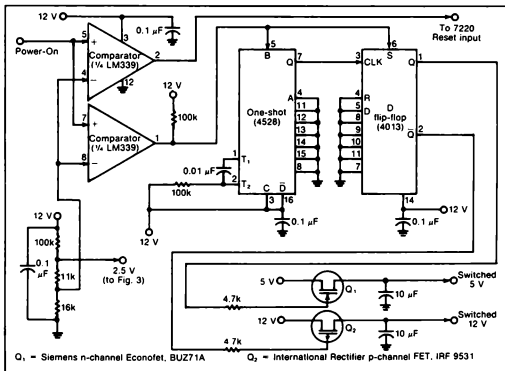 12 V
0.1 µF
To 7220
Reset input
Power-On
5
+
3
Comparator
(¼ LM339)
2
4
−
12
12 V
100k
7
+
Comparator
(¼ LM339)
1
6
−
5
B
7
Q
One-shot
(4528)
A
4
11
12
13
14
15
8
1
T₁
0.01 µF
2
T₂
100k
12 V
C
D̅
3
16
0.1 µF
6
S
3
CLK
Q
1
4
R
5
D
D
flip-flop
(4013)
Q̅
2
8
9
10
11
7
14
12 V
0.1 µF
12 V
100k
0.1
µF
11k
2.5 V
(to Fig. 3)
16k
5 V
Q₁
Switched
5 V
10 µF
4.7k
12 V
Q₂
Switched
12 V
10 µF
4.7k
Q₁ = Siemens n-channel Econofet, BUZ71A
Q₂ = International Rectifier p-channel FET, IRF 9531